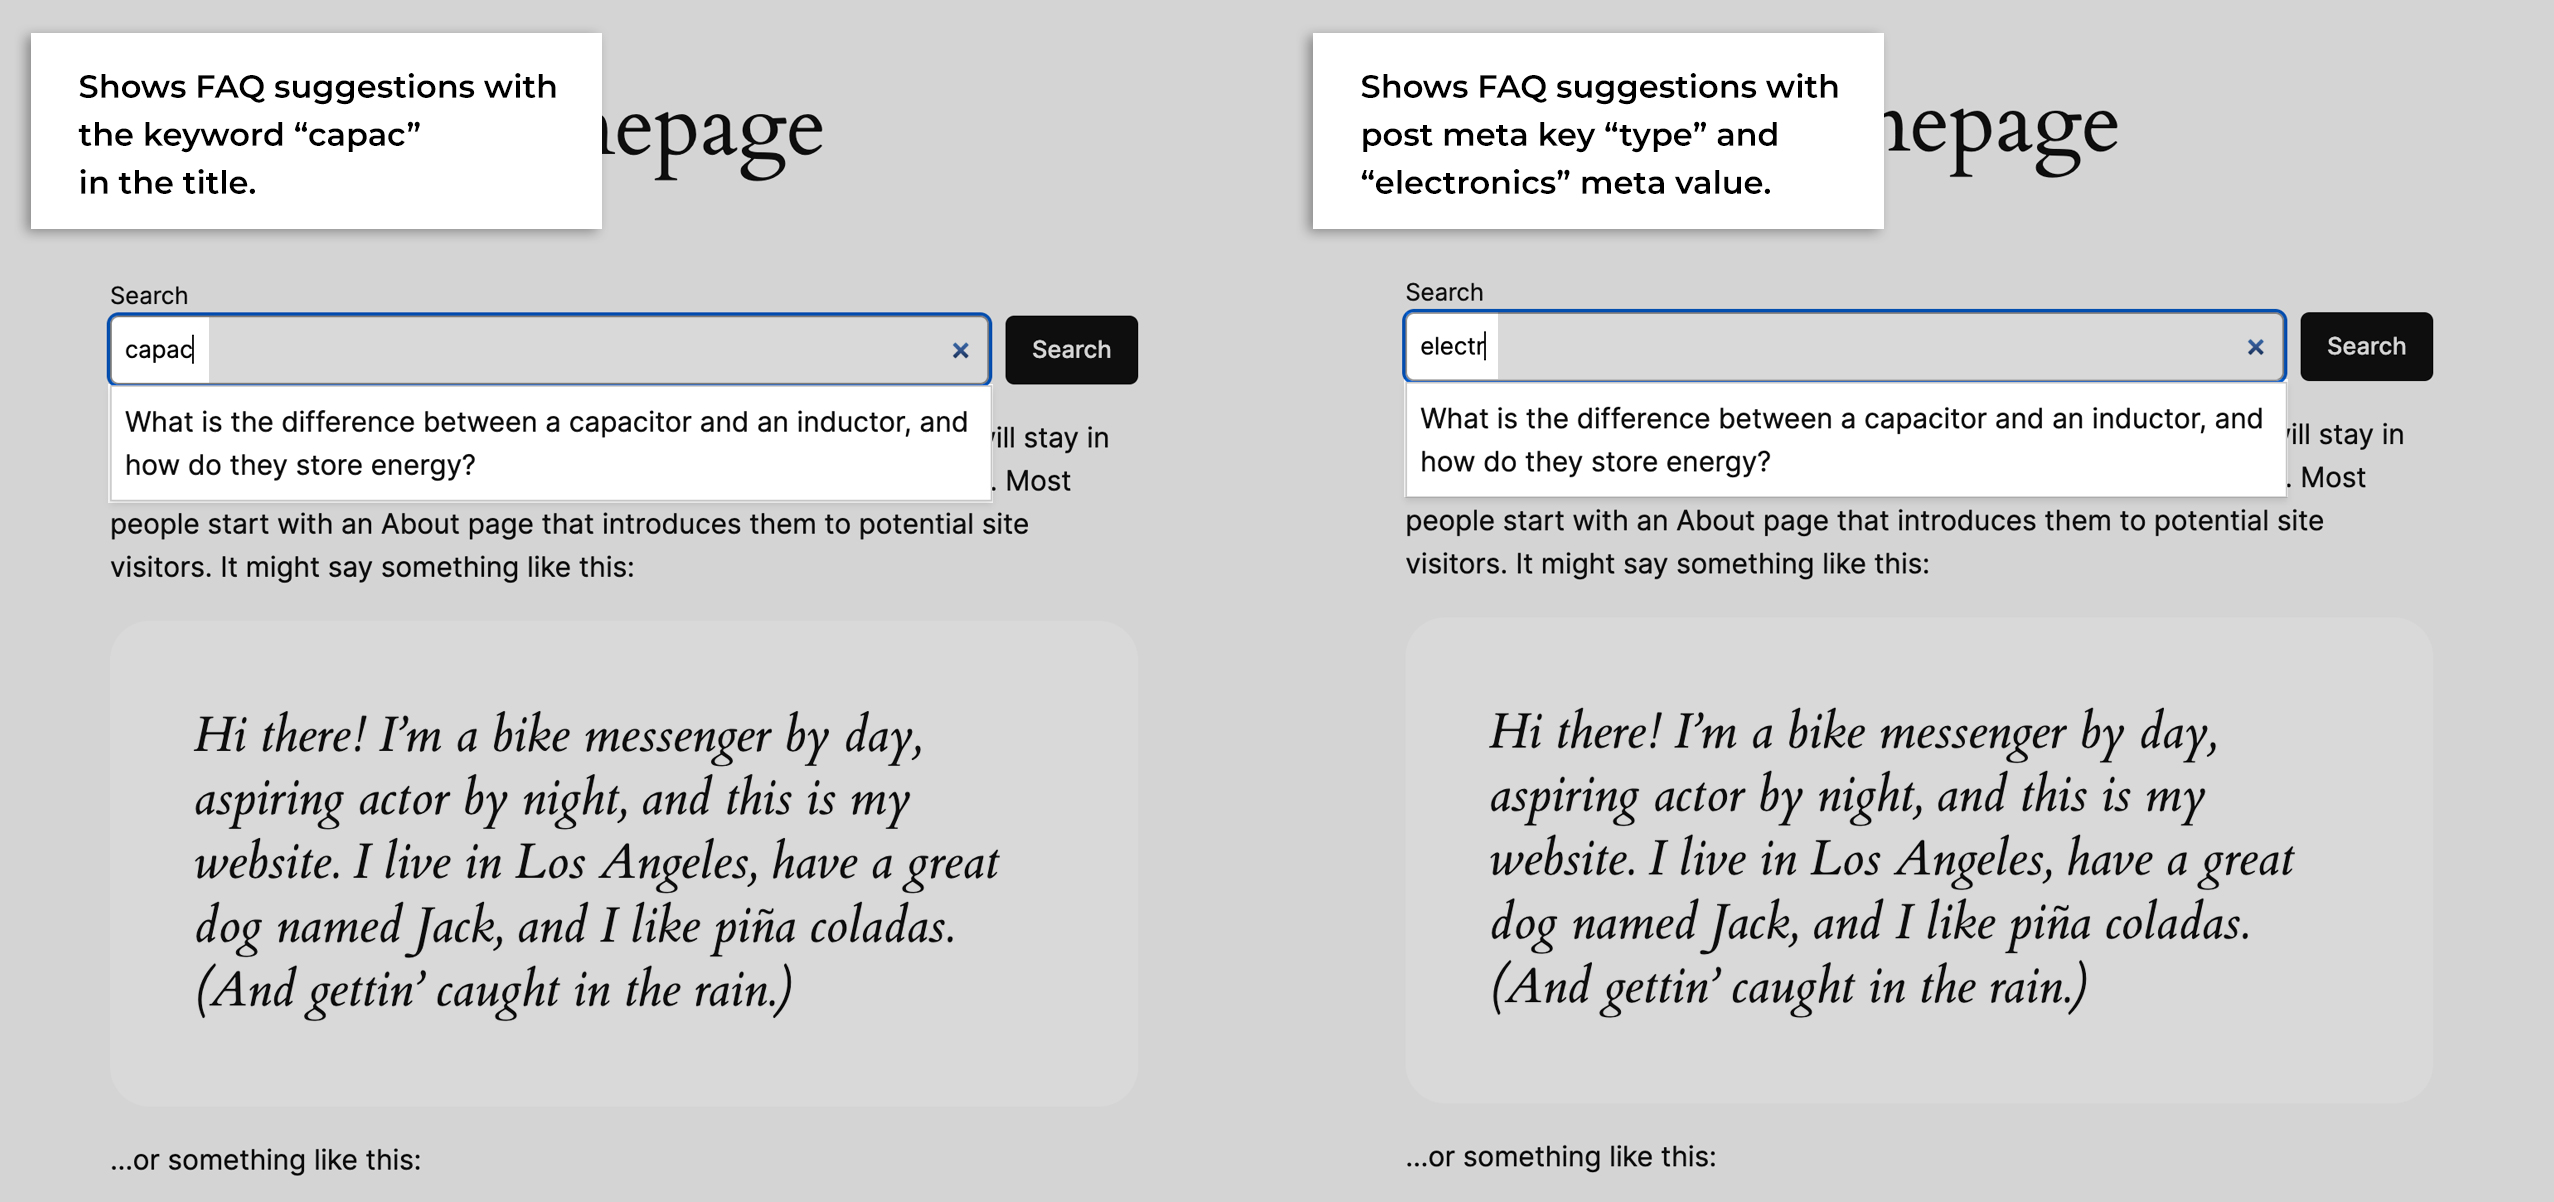 Shows FAQ suggestions with
the keyword “capac”
in the title.
epage
Search
capac
Search
What is the difference between a capacitor and an inductor, and
how do they store energy?
ill stay in
. Most
people start with an About page that introduces them to potential site
visitors. It might say something like this:
Hi there! I’m a bike messenger by day,
aspiring actor by night, and this is my
website. I live in Los Angeles, have a great
dog named Jack, and I like piña coladas.
(And gettin’ caught in the rain.)
...or something like this:
Shows FAQ suggestions with
post meta key “type” and
“electronics” meta value.
epage
Search
electr
Search
What is the difference between a capacitor and an inductor, and
how do they store energy?
ill stay in
. Most
people start with an About page that introduces them to potential site
visitors. It might say something like this:
Hi there! I’m a bike messenger by day,
aspiring actor by night, and this is my
website. I live in Los Angeles, have a great
dog named Jack, and I like piña coladas.
(And gettin’ caught in the rain.)
...or something like this: